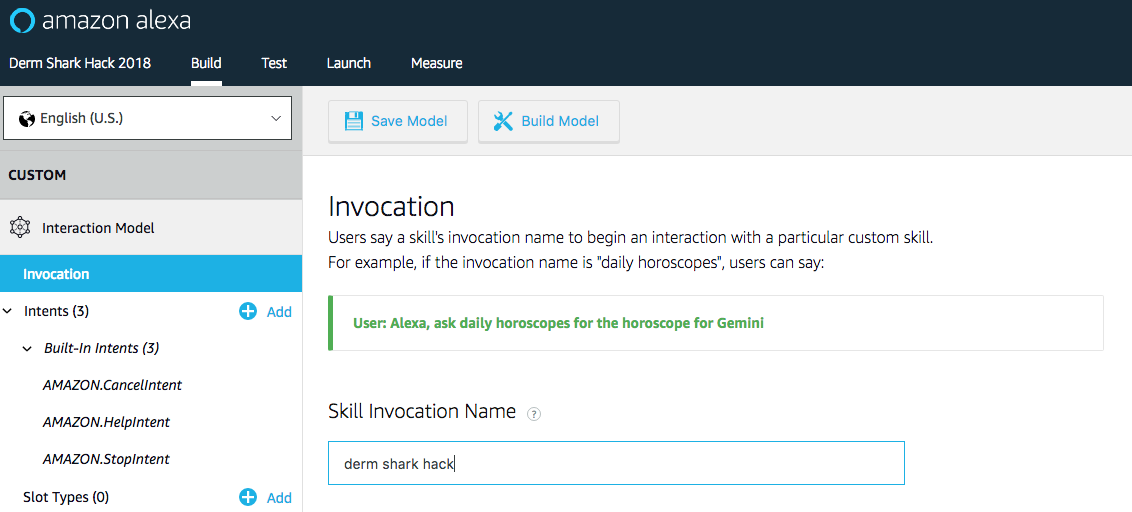 amazon alexa
Derm Shark Hack 2018 Build Test Launch Measure
English (U.S.)
Save Model Build Model
CUSTOM
Interaction Model
Invocation
Intents (3) Add
Built-In Intents (3)
AMAZON.CancelIntent
AMAZON.HelpIntent
AMAZON.StopIntent
Slot Types (0) Add
Invocation
Users say a skill's invocation name to begin an interaction with a particular custom skill.
For example, if the invocation name is "daily horoscopes", users can say:
User: Alexa, ask daily horoscopes for the horoscope for Gemini
Skill Invocation Name ?
derm shark hack